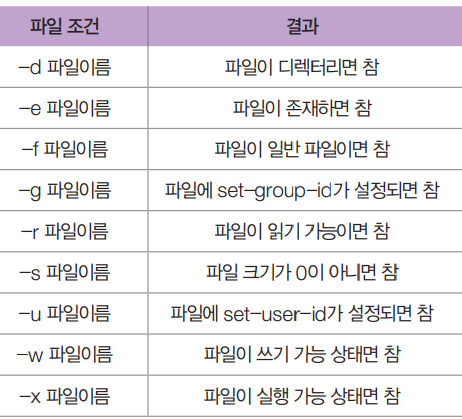 파일 조건 결과
–d 파일이름 파일이 디렉터리면 참
–e 파일이름 파일이 존재하면 참
–f 파일이름 파일이 일반 파일이면 참
–g 파일이름 파일에 set–group–id가 설정되면 참
–r 파일이름 파일이 읽기 가능이면 참
–s 파일이름 파일 크기가 0이 아니면 참
–u 파일이름 파일에 set–user–id가 설정되면 참
–w 파일이름 파일이 쓰기 가능 상태면 참
–x 파일이름 파일이 실행 가능 상태면 참